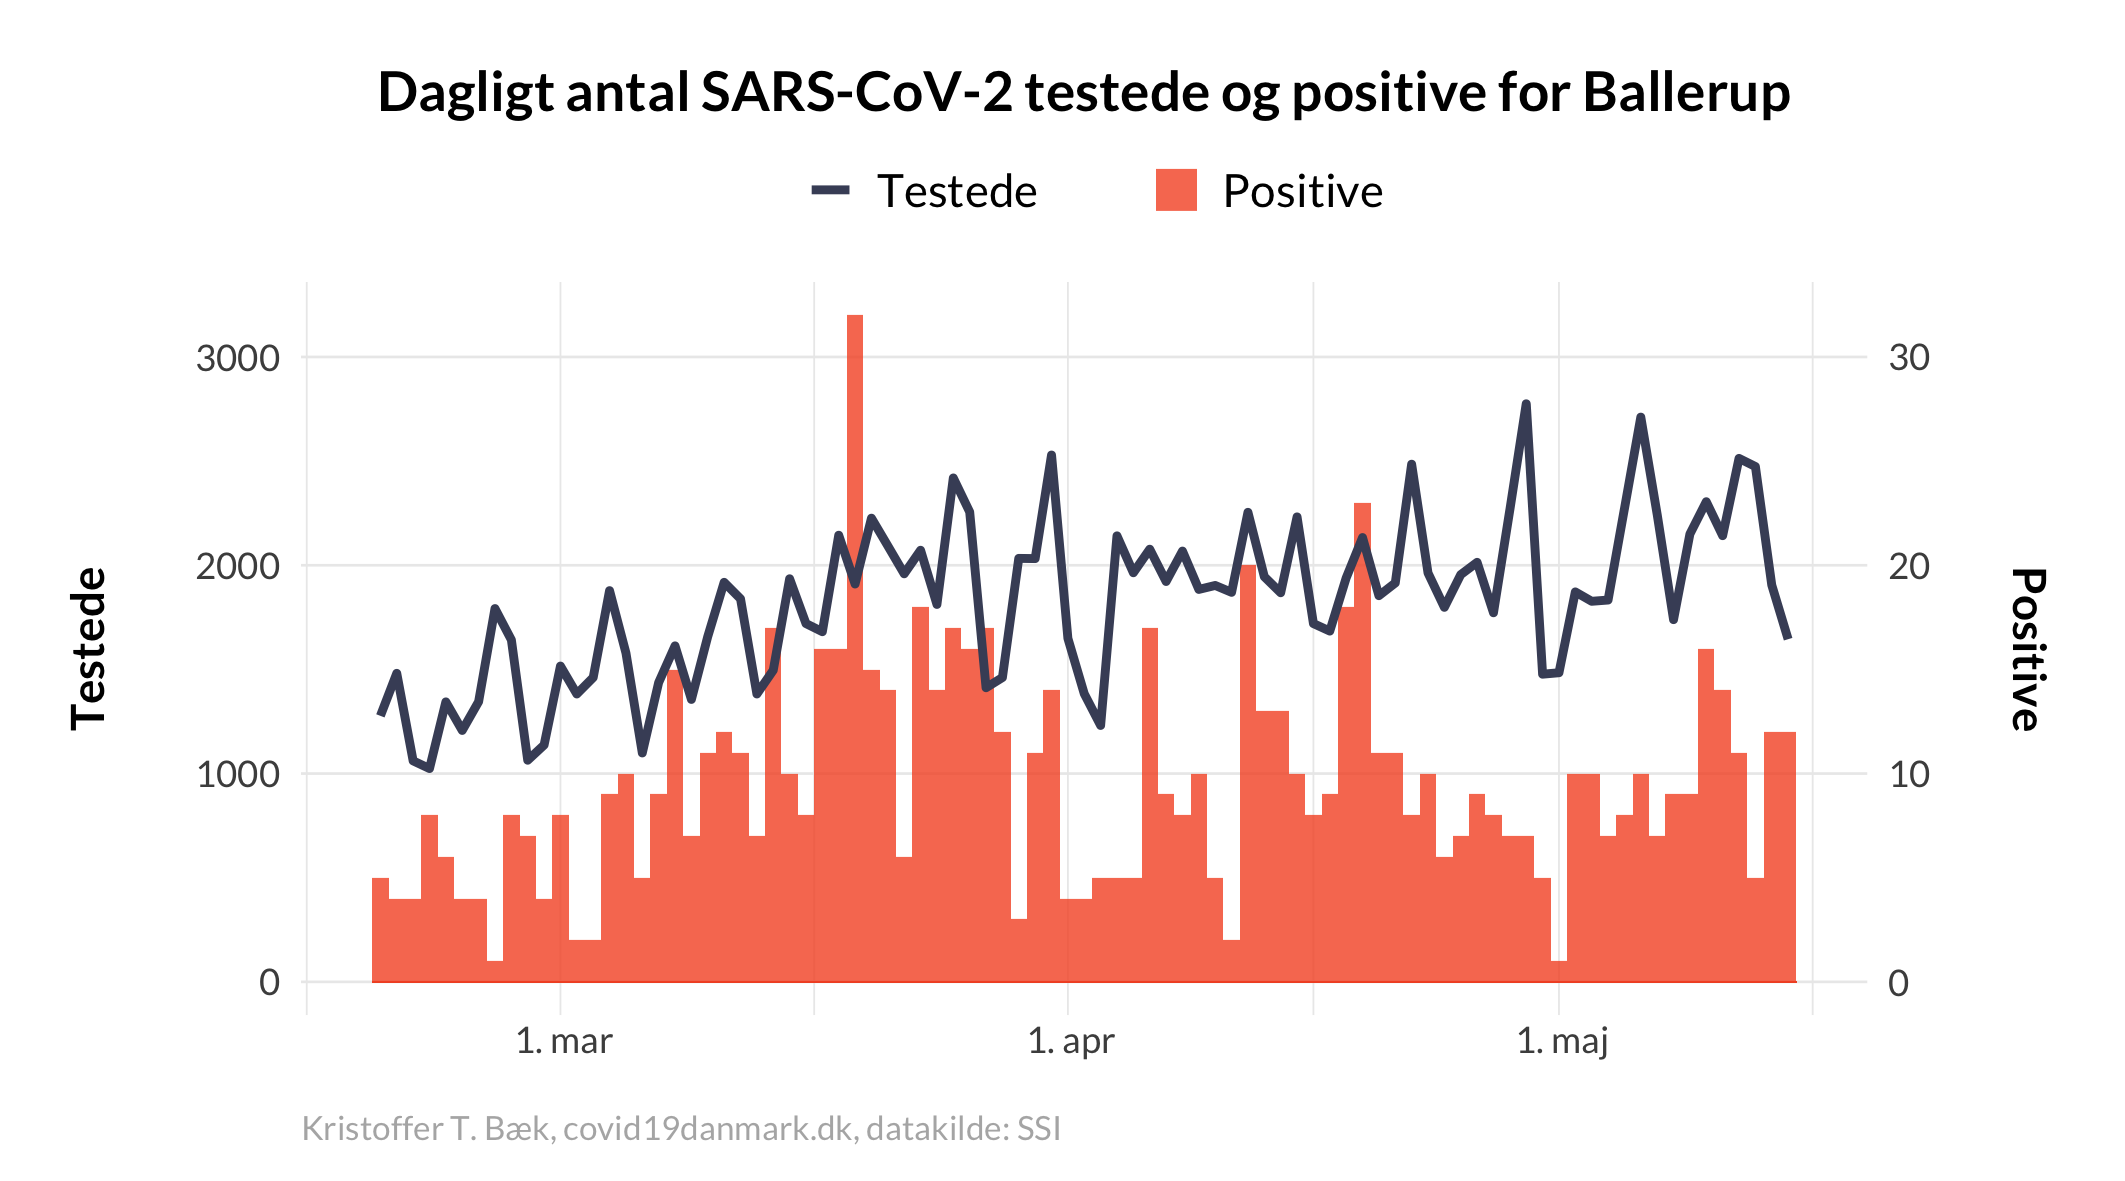 Dagligt antal SARS-CoV-2 testede og positive for Ballerup
Testede
Positive
3000
2000
1000
0
30
20
10
0
Testede
Positive
1. mar
1. apr
1. maj
Kristoffer T. Bæk, covid19danmark.dk, datakilde: SSI